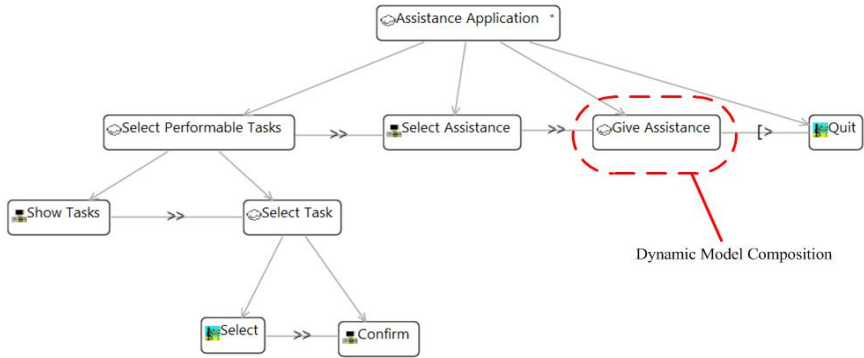 Assistance Application *
Select Performable Tasks >> Select Assistance >> Give Assistance [> Quit
Show Tasks >> Select Task
Dynamic Model Composition
Select >> Confirm